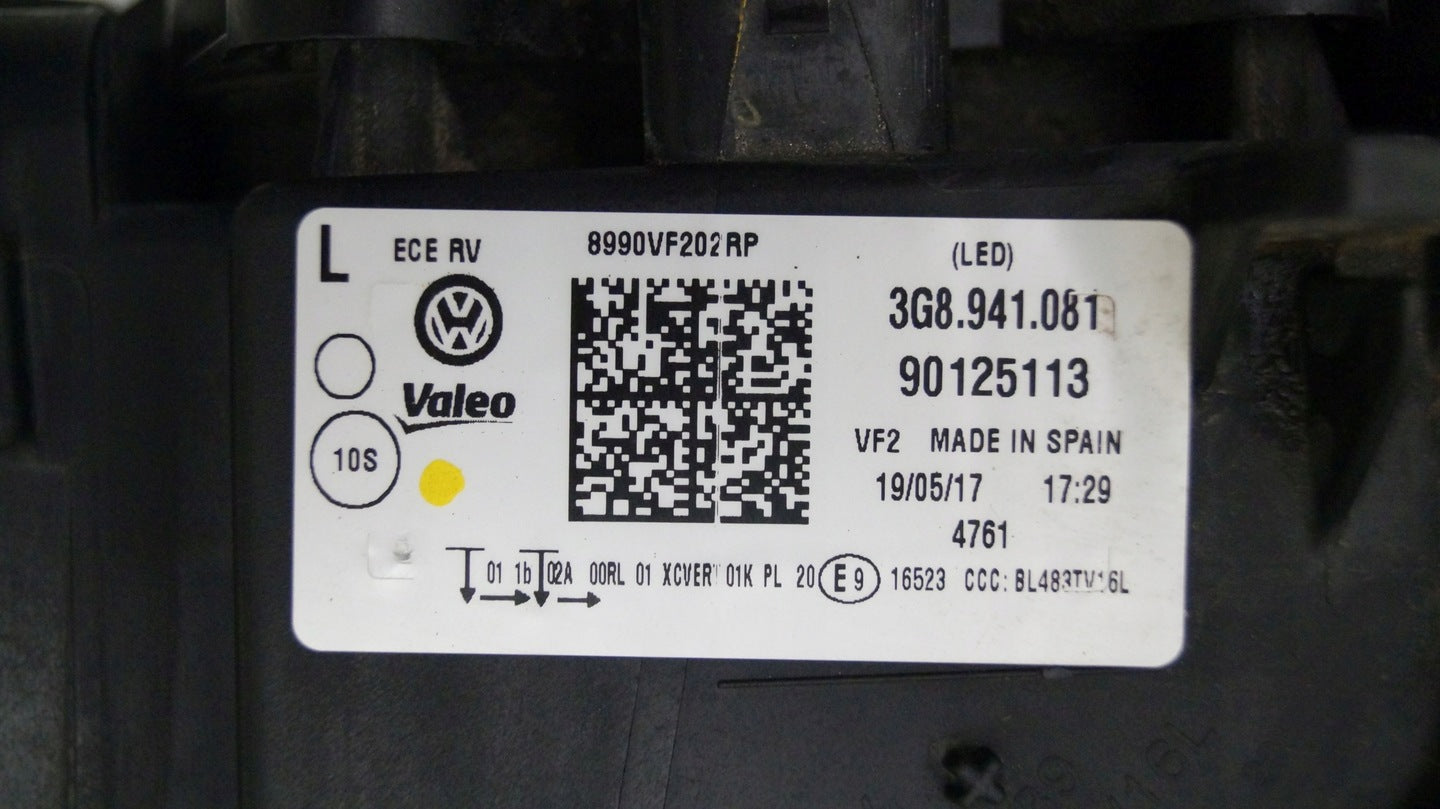 L
ECE RV
8990VF202RP
(LED)
3G8.941.081
90125113
Valeo
10S
VF2 MADE IN SPAIN
19/05/17 17:29
4761
01 1b 02A 00RL 01 01K PL 20 E9 16523 CCC: